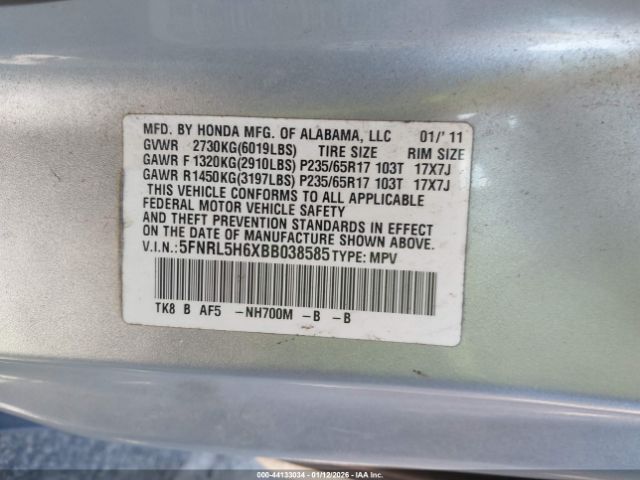 MFD. BY HONDA MFG. OF ALABAMA, LLC 01/'11
GVWR 2730KG(6019LBS) TIRE SIZE RIM SIZE
GAWR F 1320KG(2910LBS) P235/65R17 103T 17X7J
GAWR R1450KG(3197LBS) P235/65R17 103T 17X7J
THIS VEHICLE CONFORMS TO ALL APPLICABLE
FEDERAL MOTOR VEHICLE SAFETY
AND THEFT PREVENTION STANDARDS IN EFFECT
ON THE DATE OF MANUFACTURE SHOWN ABOVE.
V.I.N.:5FNRL5H6XBB038585 TYPE: MPV
TK8 B AF5 -NH700M -B -B
000-44133034 - 01/12/2026 - IAAI